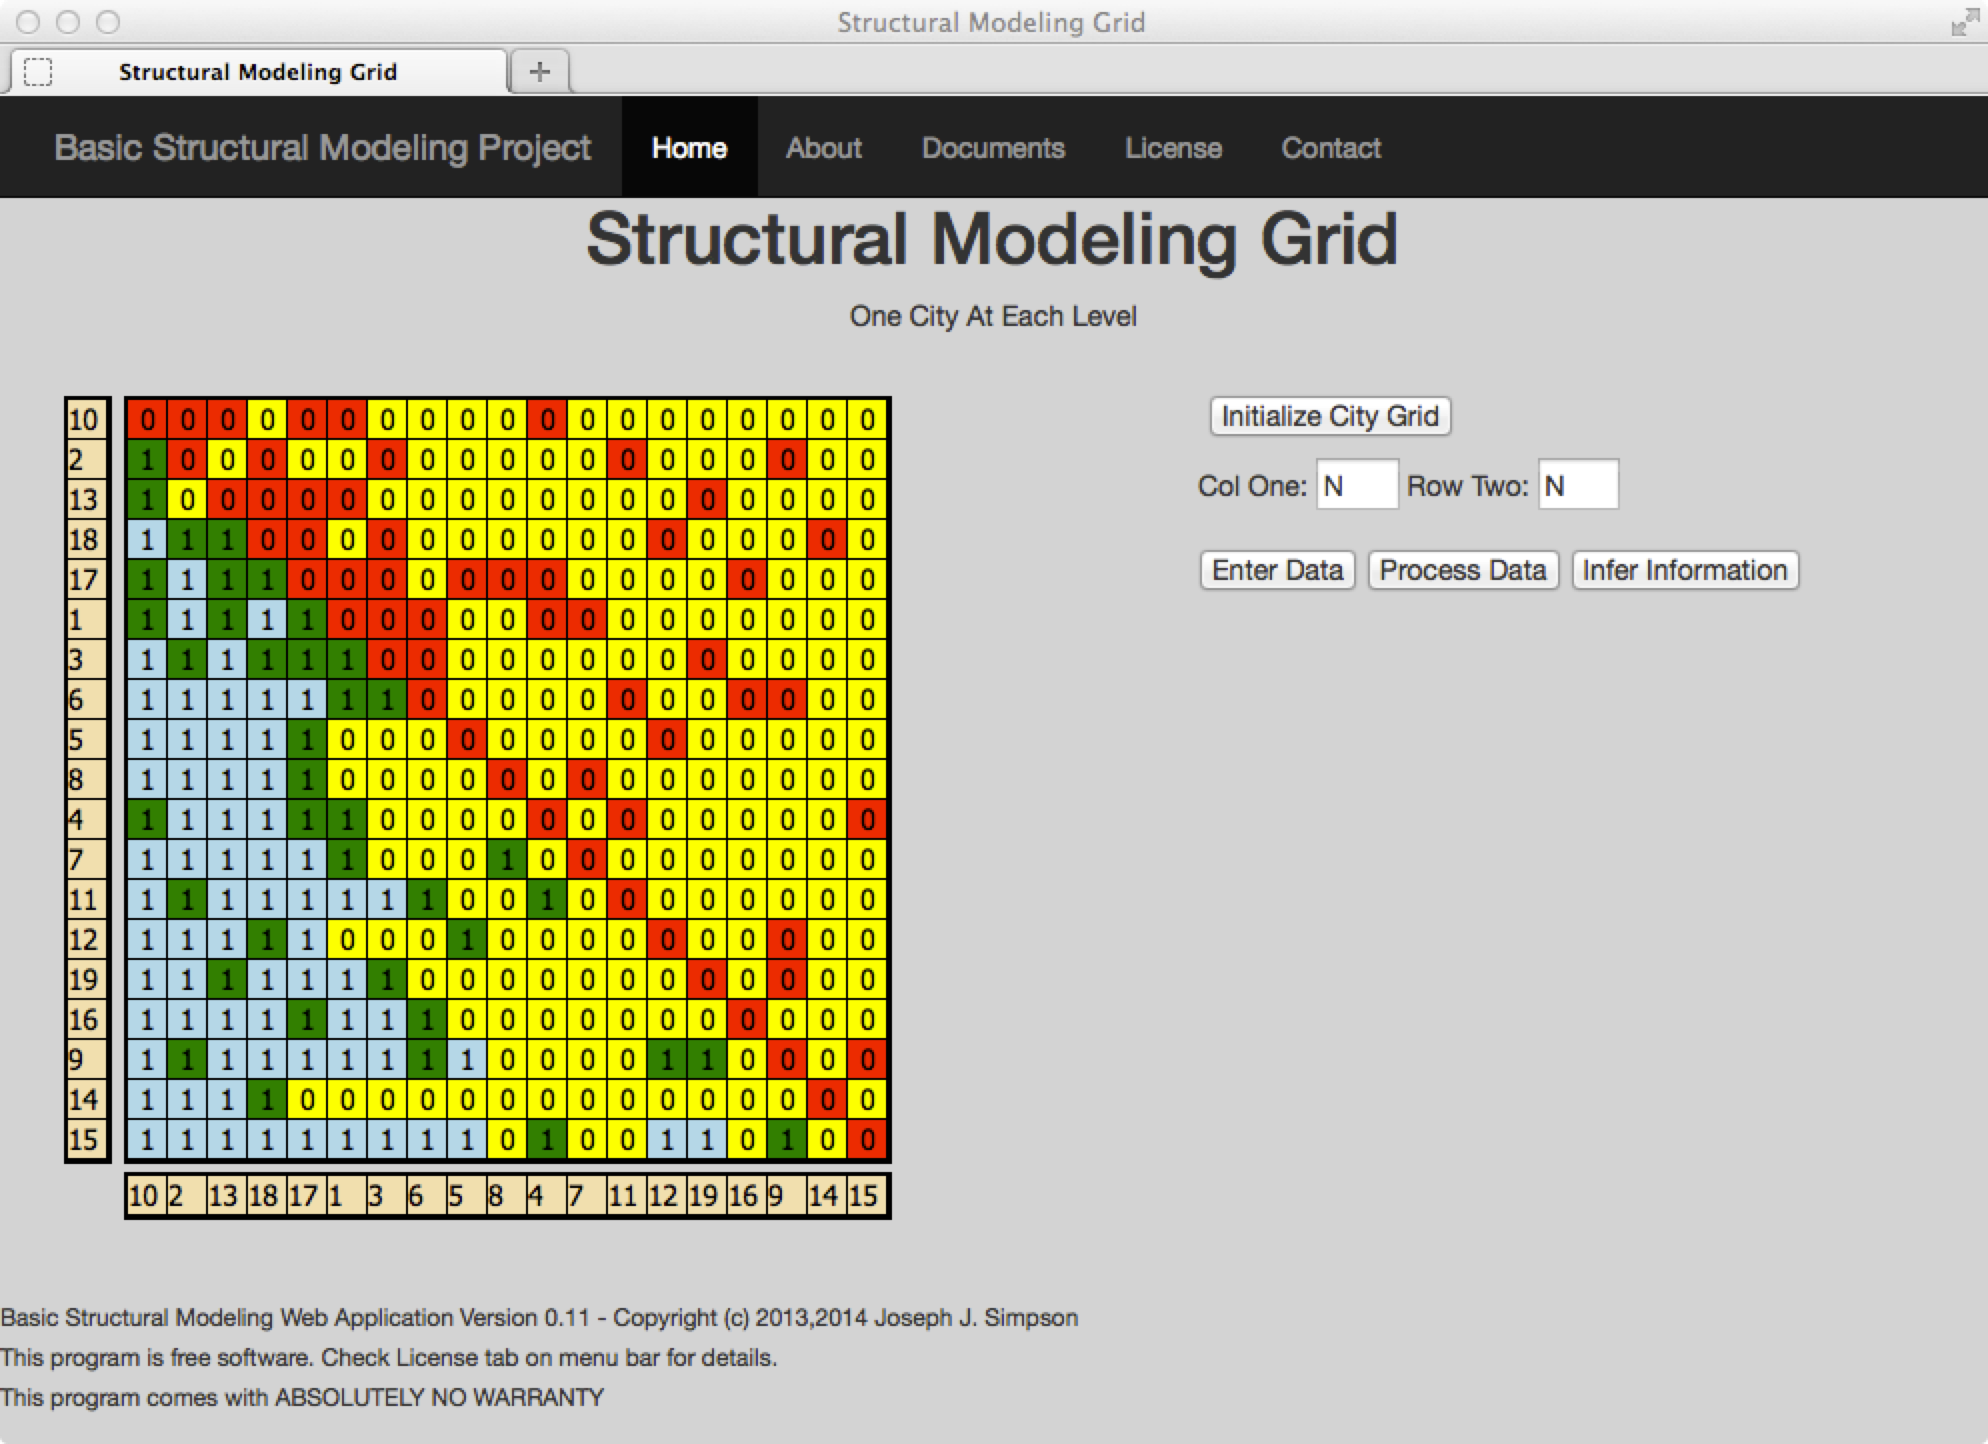 Structural Modeling Grid
Structural Modeling Grid +
Basic Structural Modeling Project Home About Documents License Contact
Structural Modeling Grid
One City At Each Level
Initialize City Grid
Col One: N Row Two: N
Enter Data Process Data Infer Information
10 0 0 0 0 0 0 0 0 0 0 0 0 0 0 0 0 0 0 0
2 1 0 0 0 0 0 0 0 0 0 0 0 0 0 0 0 0 0 0
13 1 0 0 0 0 0 0 0 0 0 0 0 0 0 0 0 0 0 0
18 1 1 1 0 0 0 0 0 0 0 0 0 0 0 0 0 0 0 0
17 1 1 1 1 0 0 0 0 0 0 0 0 0 0 0 0 0 0 0
1 1 1 1 1 1 0 0 0 0 0 0 0 0 0 0 0 0 0 0
3 1 1 1 1 1 1 0 0 0 0 0 0 0 0 0 0 0 0 0
6 1 1 1 1 1 1 1 0 0 0 0 0 0 0 0 0 0 0 0
5 1 1 1 1 1 0 0 0 0 0 0 0 0 0 0 0 0 0 0
8 1 1 1 1 1 0 0 0 0 0 0 0 0 0 0 0 0 0 0
4 1 1 1 1 1 1 0 0 0 0 0 0 0 0 0 0 0 0 0
7 1 1 1 1 1 1 0 0 0 1 0 0 0 0 0 0 0 0 0
11 1 1 1 1 1 1 1 1 0 0 1 0 0 0 0 0 0 0 0
12 1 1 1 1 1 0 0 0 1 0 0 0 0 0 0 0 0 0 0
19 1 1 1 1 1 1 1 0 0 0 0 0 0 0 0 0 0 0 0
16 1 1 1 1 1 1 1 1 0 0 0 0 0 0 0 0 0 0 0
9 1 1 1 1 1 1 1 1 1 0 0 0 0 1 1 0 0 0 0
14 1 1 1 1 0 0 0 0 0 0 0 0 0 0 0 0 0 0 0
15 1 1 1 1 1 1 1 1 1 0 1 0 0 1 1 0 1 0 0
10 2 13 18 17 1 3 6 5 8 4 7 11 12 19 16 9 14 15
Basic Structural Modeling Web Application Version 0.11 - Copyright (c) 2013,2014 Joseph J. Simpson
This program is free software. Check License tab on menu bar for details.
This program comes with ABSOLUTELY NO WARRANTY